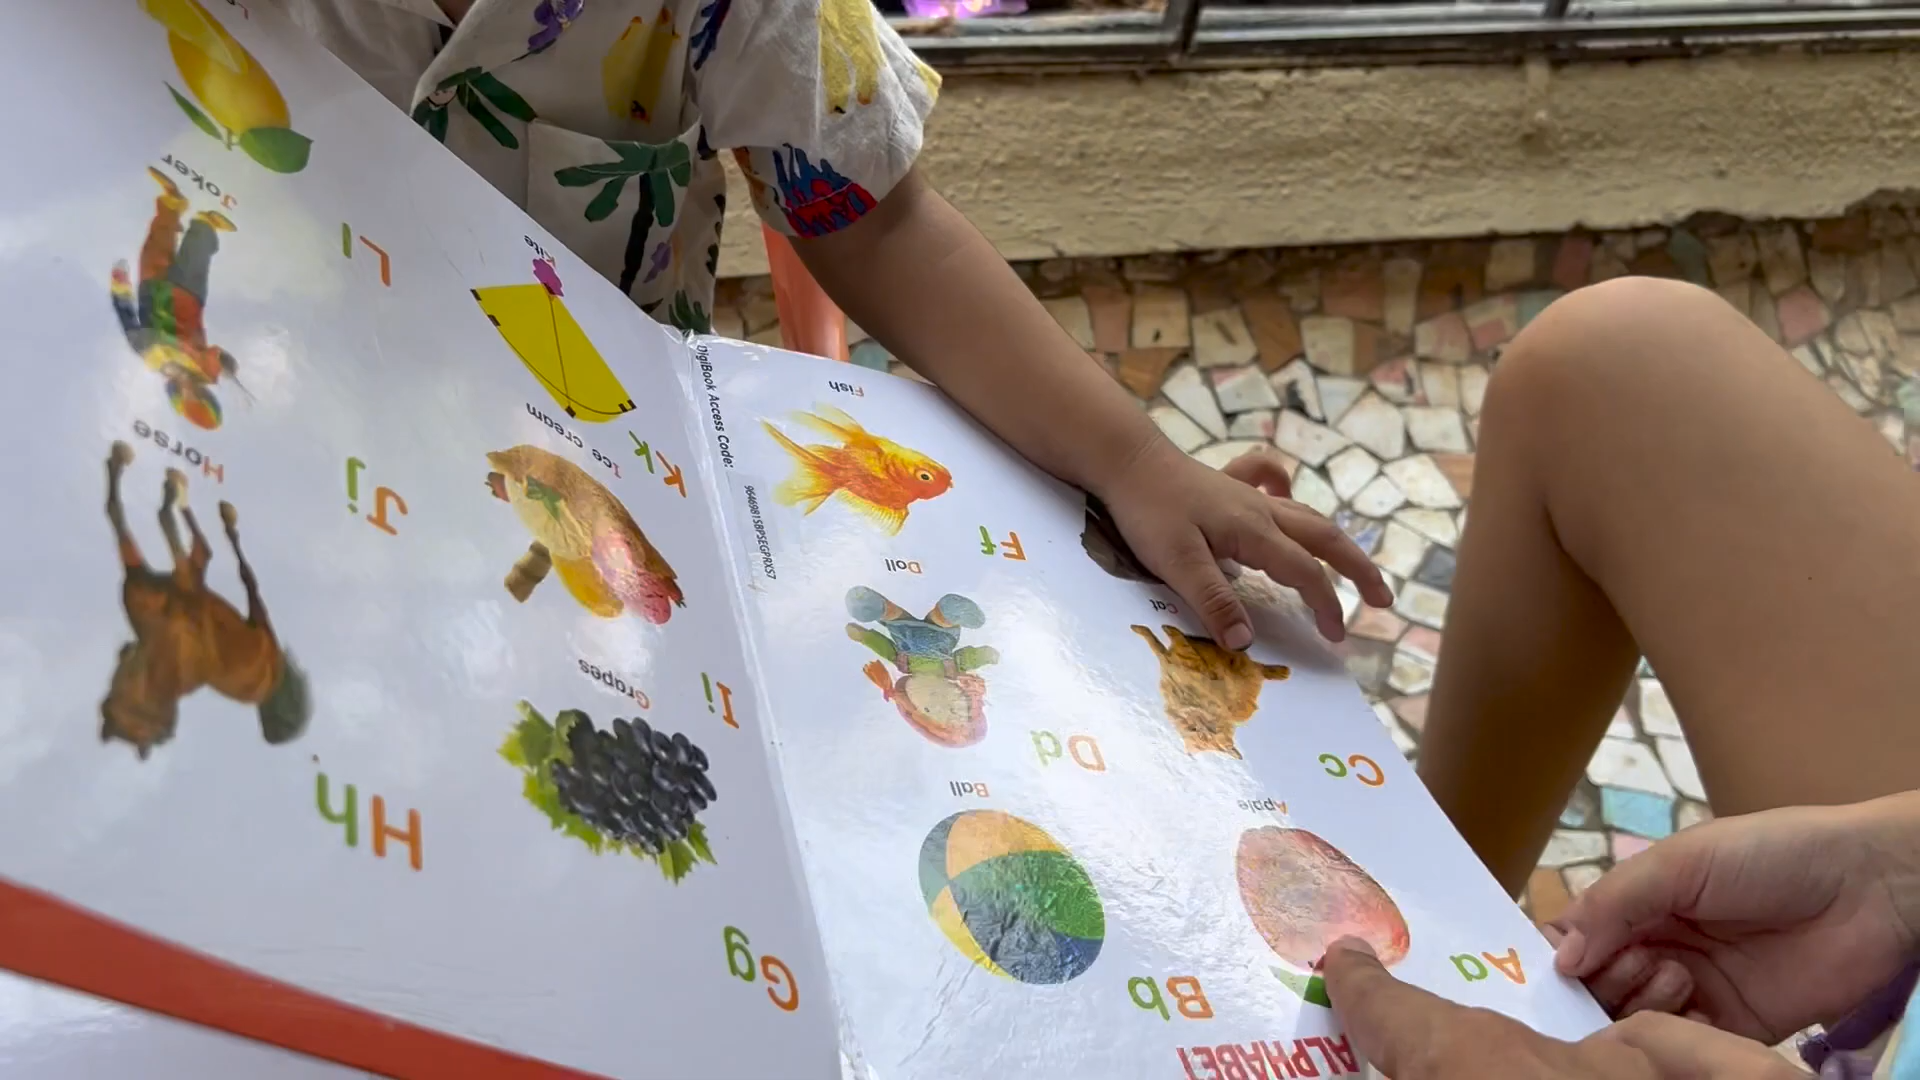 ALPHABET
Aa
Apple
Bb
Ball
Cc
Cat
Dd
Doll
Ff
Fish
DigiBook Access Code:
Gg
Grapes
Hh
Horse
Ii
Ice cream
Jj
Joker
Kk
Kite
Ll